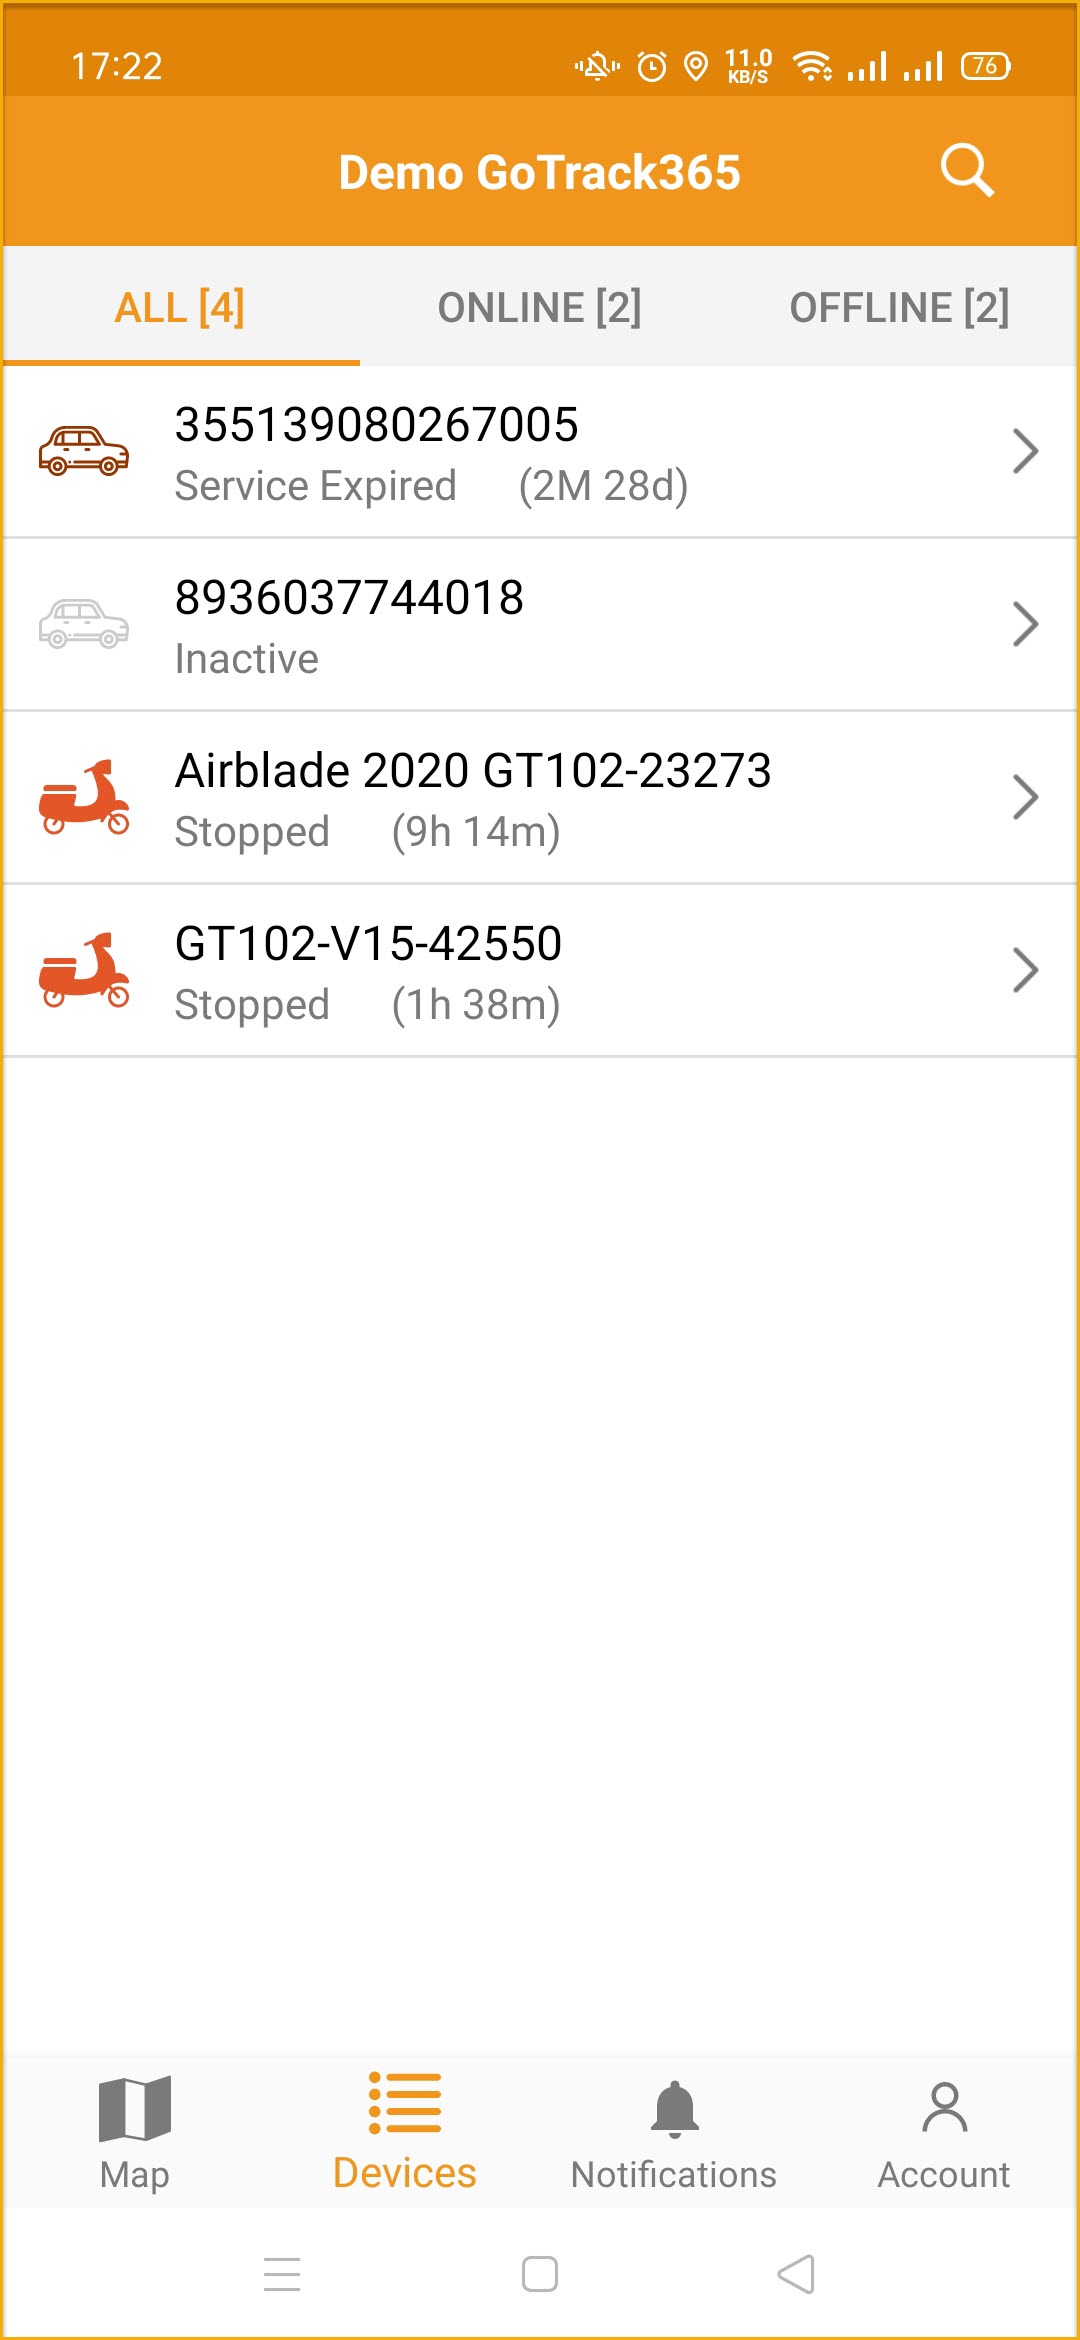 17:22
11.0
KB/S
76
Demo GoTrack365
ALL [4] ONLINE [2] OFFLINE [2]
355139080267005
Service Expired (2M 28d)
8936037744018
Inactive
Airblade 2020 GT102-23273
Stopped (9h 14m)
GT102-V15-42550
Stopped (1h 38m)
Map Devices Notifications Account